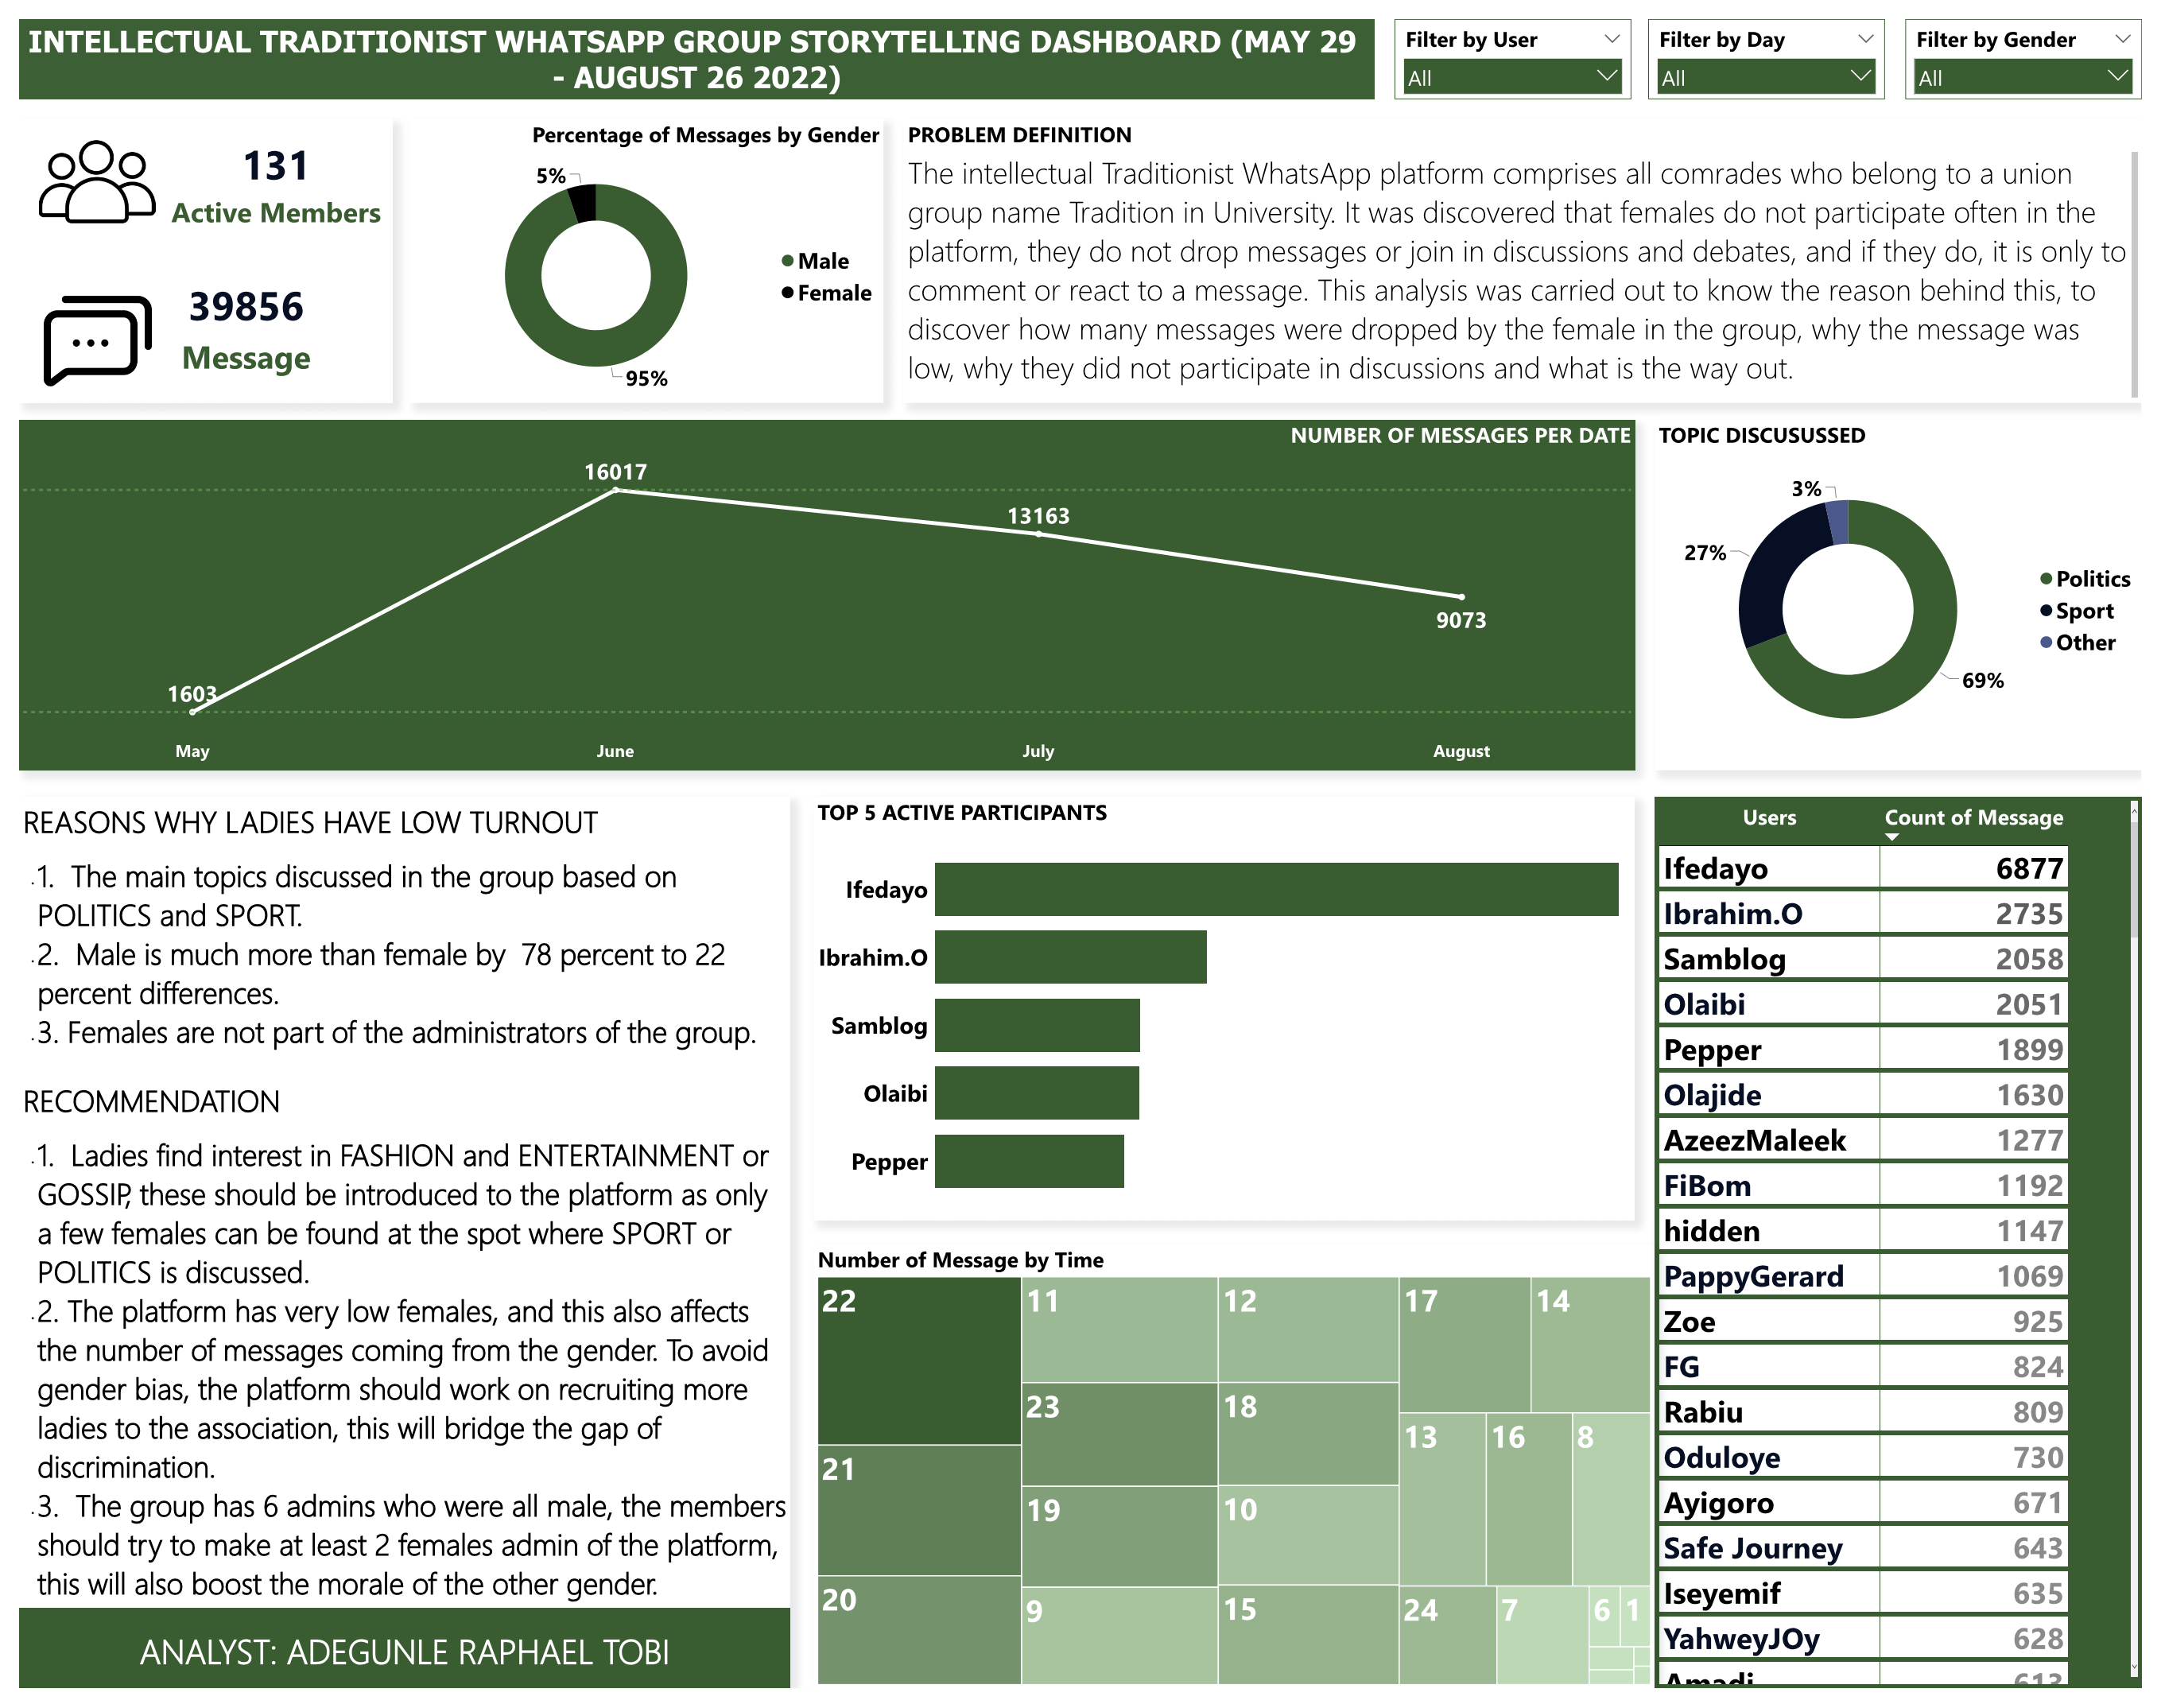 INTELLECTUAL TRADITIONIST WHATSAPP GROUP STORYTELLING DASHBOARD (MAY 29
- AUGUST 26 2022)
Filter by User
All
Filter by Day
All
Filter by Gender
All
131
Active Members
39856
Message
Percentage of Messages by Gender
5%
95%
Male
Female
PROBLEM DEFINITION
The intellectual Traditionist WhatsApp platform comprises all comrades who belong to a union
group name Tradition in University. It was discovered that females do not participate often in the
platform, they do not drop messages or join in discussions and debates, and if they do, it is only to
comment or react to a message. This analysis was carried out to know the reason behind this, to
discover how many messages were dropped by the female in the group, why the message was
low, why they did not participate in discussions and what is the way out.
NUMBER OF MESSAGES PER DATE
1603
16017
13163
9073
May
June
July
August
TOPIC DISCUSUSSED
3%
27%
69%
Politics
Sport
Other
REASONS WHY LADIES HAVE LOW TURNOUT
1. The main topics discussed in the group based on
POLITICS and SPORT.
2. Male is much more than female by 78 percent to 22
percent differences.
3. Females are not part of the administrators of the group.
RECOMMENDATION
1. Ladies find interest in FASHION and ENTERTAINMENT or
GOSSIP, these should be introduced to the platform as only
a few females can be found at the spot where SPORT or
POLITICS is discussed.
2. The platform has very low females, and this also affects
the number of messages coming from the gender. To avoid
gender bias, the platform should work on recruiting more
ladies to the association, this will bridge the gap of
discrimination.
3. The group has 6 admins who were all male, the members
should try to make at least 2 females admin of the platform,
this will also boost the morale of the other gender.
ANALYST: ADEGUNLE RAPHAEL TOBI
TOP 5 ACTIVE PARTICIPANTS
Ifedayo
Ibrahim.O
Samblog
Olaibi
Pepper
Number of Message by Time
22
21
20
11
23
19
9
12
18
10
15
17
14
13
16
8
24
7
6
1
Users Count of Message
Ifedayo 6877
Ibrahim.O 2735
Samblog 2058
Olaibi 2051
Pepper 1899
Olajide 1630
AzeezMaleek 1277
FiBom 1192
hidden 1147
PappyGerard 1069
Zoe 925
FG 824
Rabiu 809
Oduloye 730
Ayigoro 671
Safe Journey 643
Iseyemif 635
YahweyJOy 628
Amadi 613